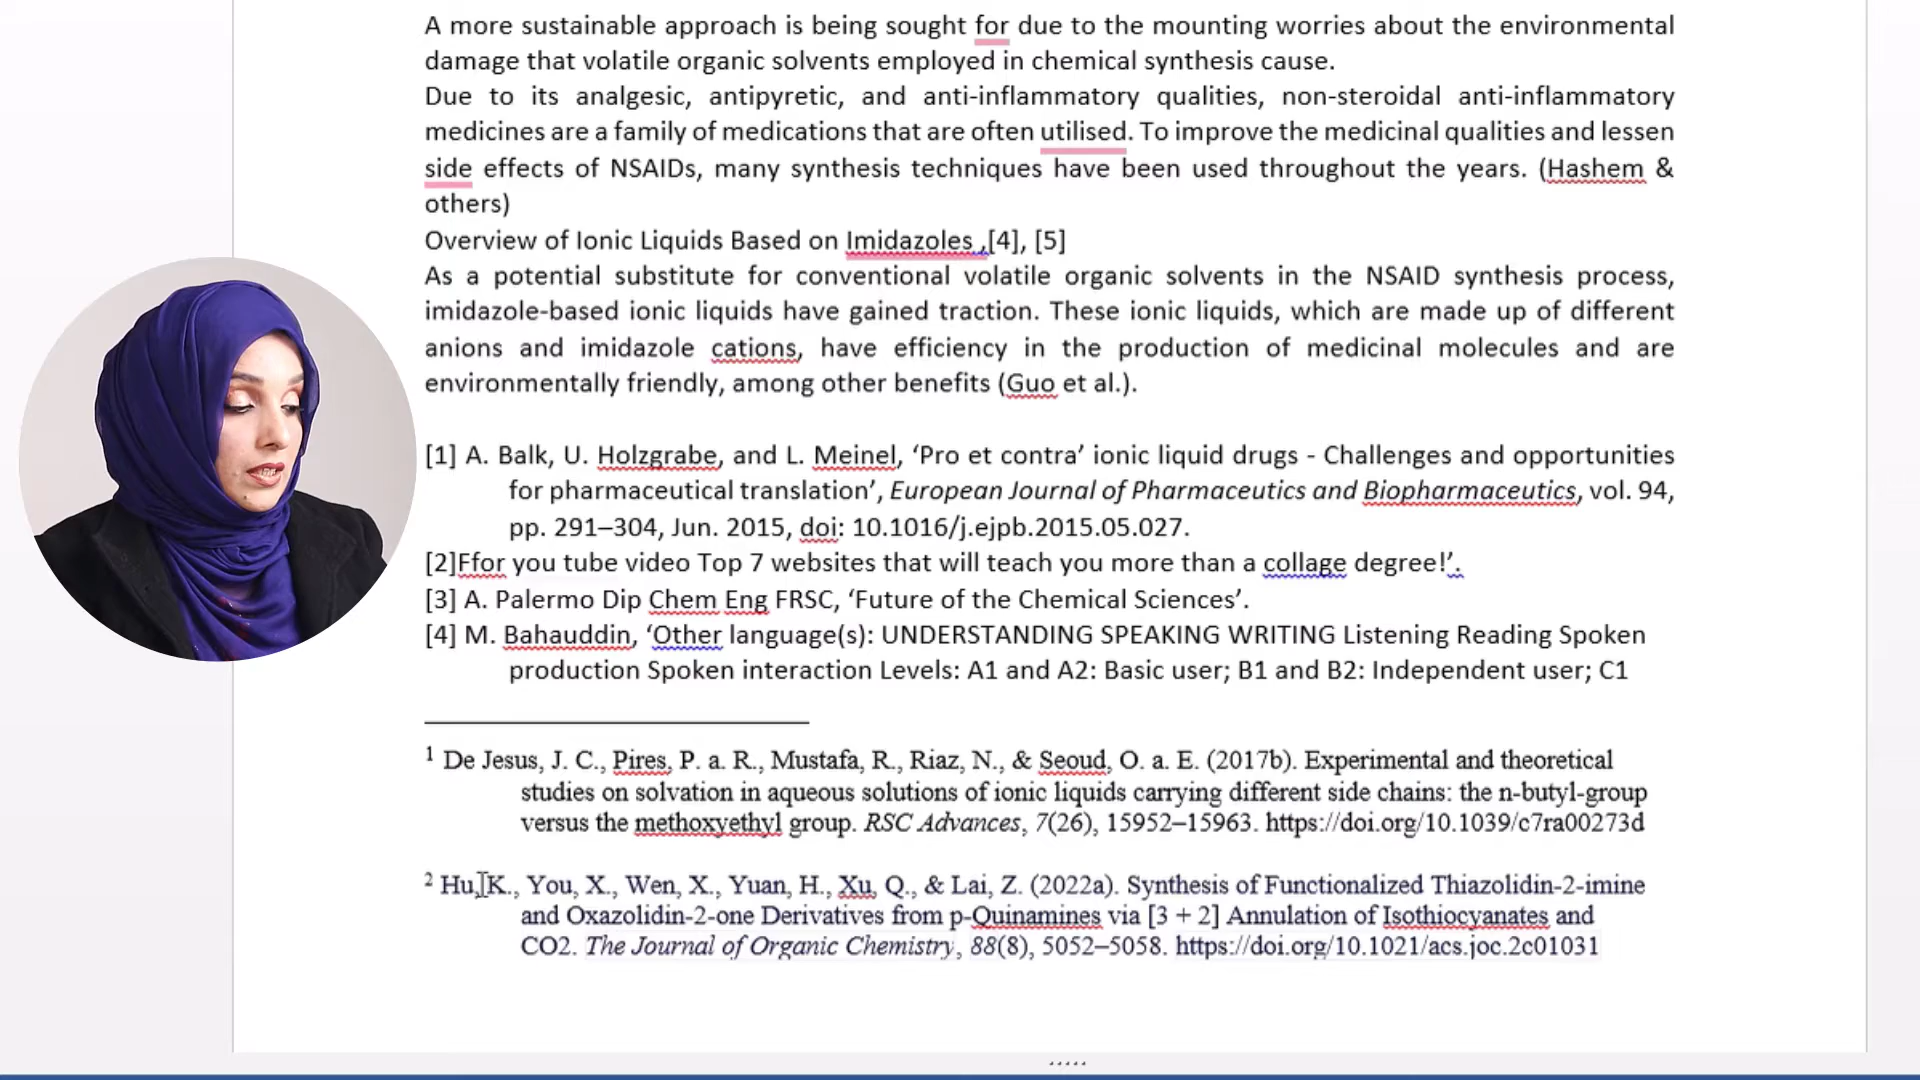 A more sustainable approach is being sought for due to the mounting worries about the environmental
damage that volatile organic solvents employed in chemical synthesis cause.
Due to its analgesic, antipyretic, and anti-inflammatory qualities, non-steroidal anti-inflammatory
medicines are a family of medications that are often utilised. To improve the medicinal qualities and lessen
side effects of NSAIDs, many synthesis techniques have been used throughout the years. (Hashem &
others)
Overview of Ionic Liquids Based on Imidazoles ,[4], [5]
As a potential substitute for conventional volatile organic solvents in the NSAID synthesis process,
imidazole-based ionic liquids have gained traction. These ionic liquids, which are made up of different
anions and imidazole cations, have efficiency in the production of medicinal molecules and are
environmentally friendly, among other benefits (Guo et al.).
[1] A. Balk, U. Holzgrabe, and L. Meinel, ‘Pro et contra’ ionic liquid drugs - Challenges and opportunities
for pharmaceutical translation’, European Journal of Pharmaceutics and Biopharmaceutics, vol. 94,
pp. 291–304, Jun. 2015, doi: 10.1016/j.ejpb.2015.05.027.
[2]Ffor you tube video Top 7 websites that will teach you more than a collage degree!’.
[3] A. Palermo Dip Chem Eng FRSC, ‘Future of the Chemical Sciences’.
[4] M. Bahauddin, ‘Other language(s): UNDERSTANDING SPEAKING WRITING Listening Reading Spoken
production Spoken interaction Levels: A1 and A2: Basic user; B1 and B2: Independent user; C1
1 De Jesus, J. C., Pires, P. a. R., Mustafa, R., Riaz, N., & Seoud, O. a. E. (2017b). Experimental and theoretical
studies on solvation in aqueous solutions of ionic liquids carrying different side chains: the n-butyl-group
versus the methoxyethyl group. RSC Advances, 7(26), 15952–15963. https://doi.org/10.1039/c7ra00273d
2 Hu, K., You, X., Wen, X., Yuan, H., Xu, Q., & Lai, Z. (2022a). Synthesis of Functionalized Thiazolidin-2-imine
and Oxazolidin-2-one Derivatives from p-Quinamines via [3 + 2] Annulation of Isothiocyanates and
CO2. The Journal of Organic Chemistry, 88(8), 5052–5058. https://doi.org/10.1021/acs.joc.2c01031